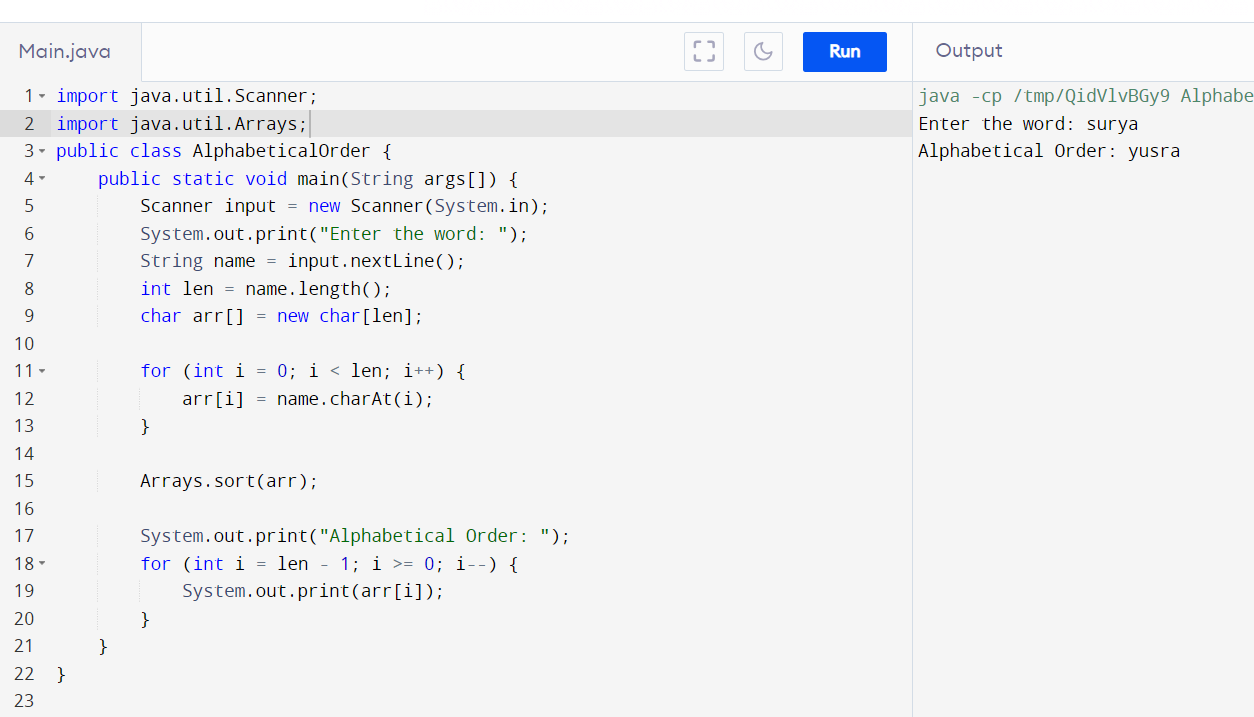 Main.java
Run
Output
1 import java.util.Scanner;
2 import java.util.Arrays;
3 public class AlphabeticalOrder {
4     public static void main(String args[]) {
5         Scanner input = new Scanner(System.in);
6         System.out.print("Enter the word: ");
7         String name = input.nextLine();
8         int len = name.length();
9         char arr[] = new char[len];
10
11         for (int i = 0; i < len; i++) {
12             arr[i] = name.charAt(i);
13         }
14
15         Arrays.sort(arr);
16
17         System.out.print("Alphabetical Order: ");
18         for (int i = len - 1; i >= 0; i--) {
19             System.out.print(arr[i]);
20         }
21     }
22 }
23
java -cp /tmp/QidVlvBGy9 Alphabe
Enter the word: surya
Alphabetical Order: yusra